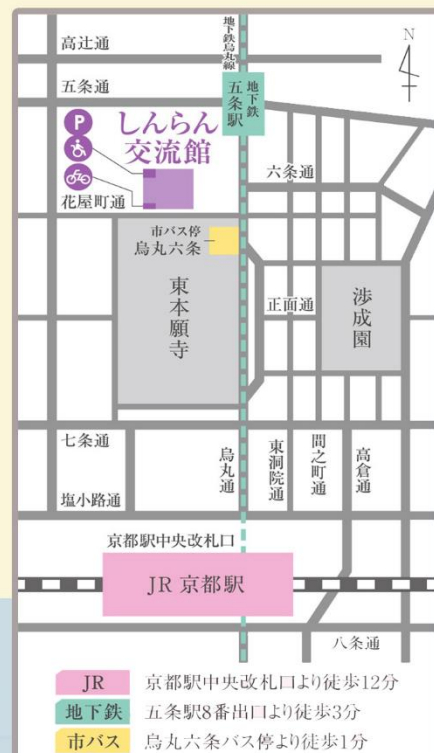 高辻通
地下鉄烏丸線
N
五条通
地下鉄
五条駅
P
しんらん
交流館
六条通
花屋町通
市バス停
烏丸六条
東本願寺
正面通
渉成園
七条通
烏丸通
東洞院通
間之町通
高倉通
塩小路通
京都駅中央改札口
JR 京都駅
八条通
JR 京都駅中央改札口より徒歩12分
地下鉄 五条駅8番出口より徒歩3分
市バス 烏丸六条バス停より徒歩1分